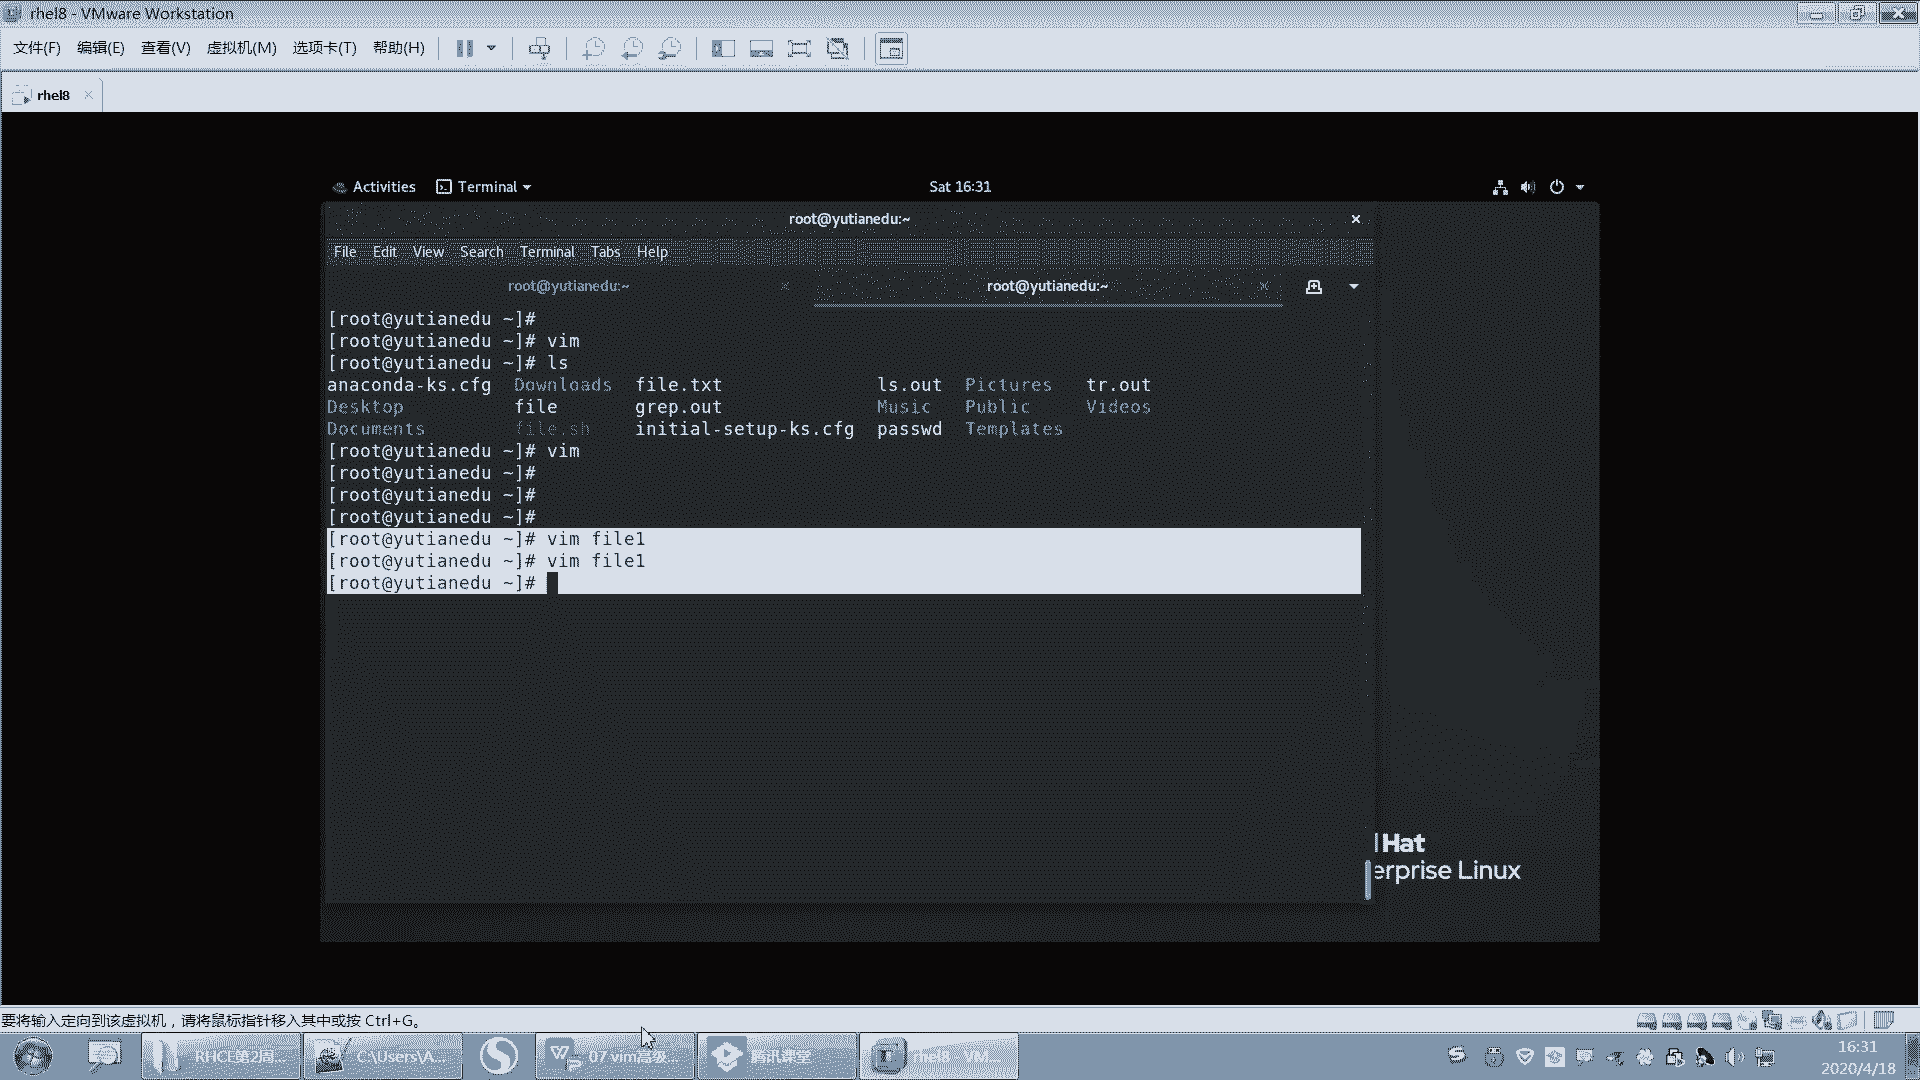 rhel8 - VMware Workstation
文件(F) 编辑(E) 查看(V) 虚拟机(M) 选项卡(T) 帮助(H)
rhel8
Activities Terminal Sat 16:31
root@yutianedu:~
File Edit View Search Terminal Tabs Help
root@yutianedu:~ root@yutianedu:~
[root@yutianedu ~]#
[root@yutianedu ~]# vim
[root@yutianedu ~]# ls
anaconda-ks.cfg Downloads file.txt ls.out Pictures tr.out
Desktop file grep.out Music Public Videos
Documents file.sh initial-setup-ks.cfg passwd Templates
[root@yutianedu ~]# vim
[root@yutianedu ~]#
[root@yutianedu ~]#
[root@yutianedu ~]#
[root@yutianedu ~]# vim file1
[root@yutianedu ~]# vim file1
[root@yutianedu ~]#
Hat
erprise Linux
要将输入定向到该虚拟机，请将鼠标指针移入其中或按 Ctrl+G。
RHCE第2周... C:\Users\A... 07 vim高级... 腾讯课堂 rhel8 - VM...
16:31
2020/4/18